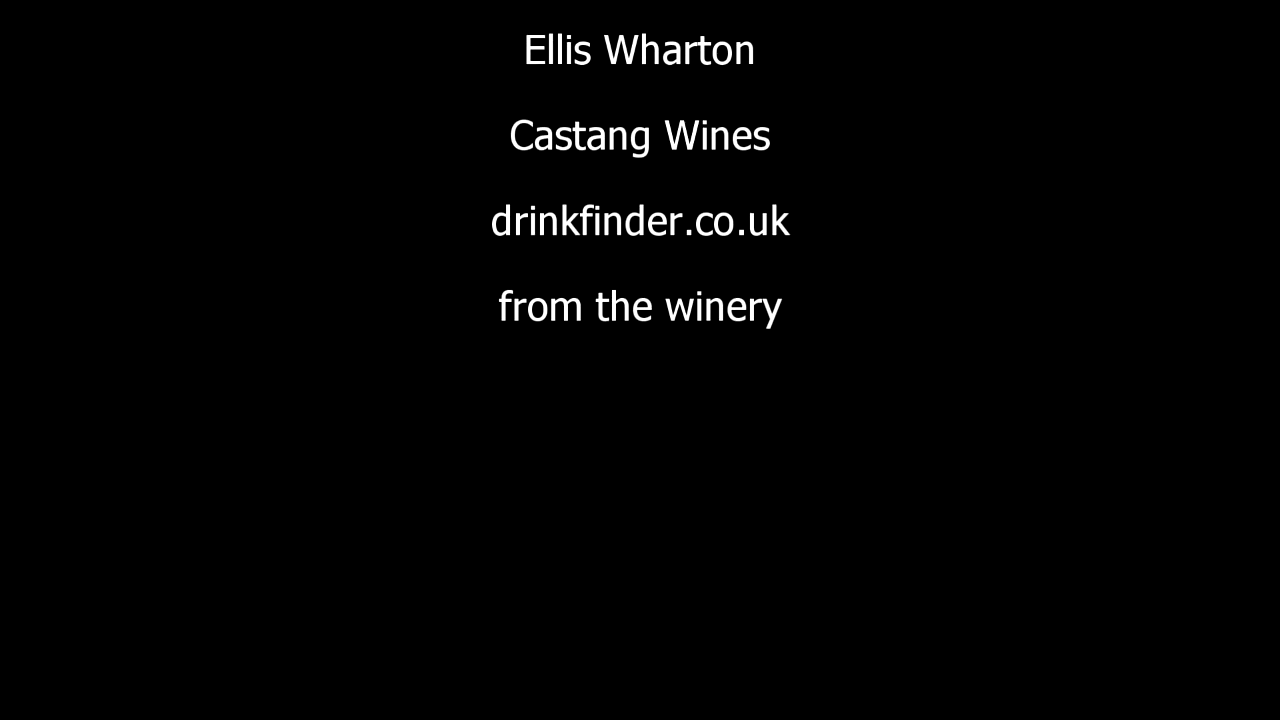 Ellis Wharton
Castang Wines
drinkfinder.co.uk
from the winery